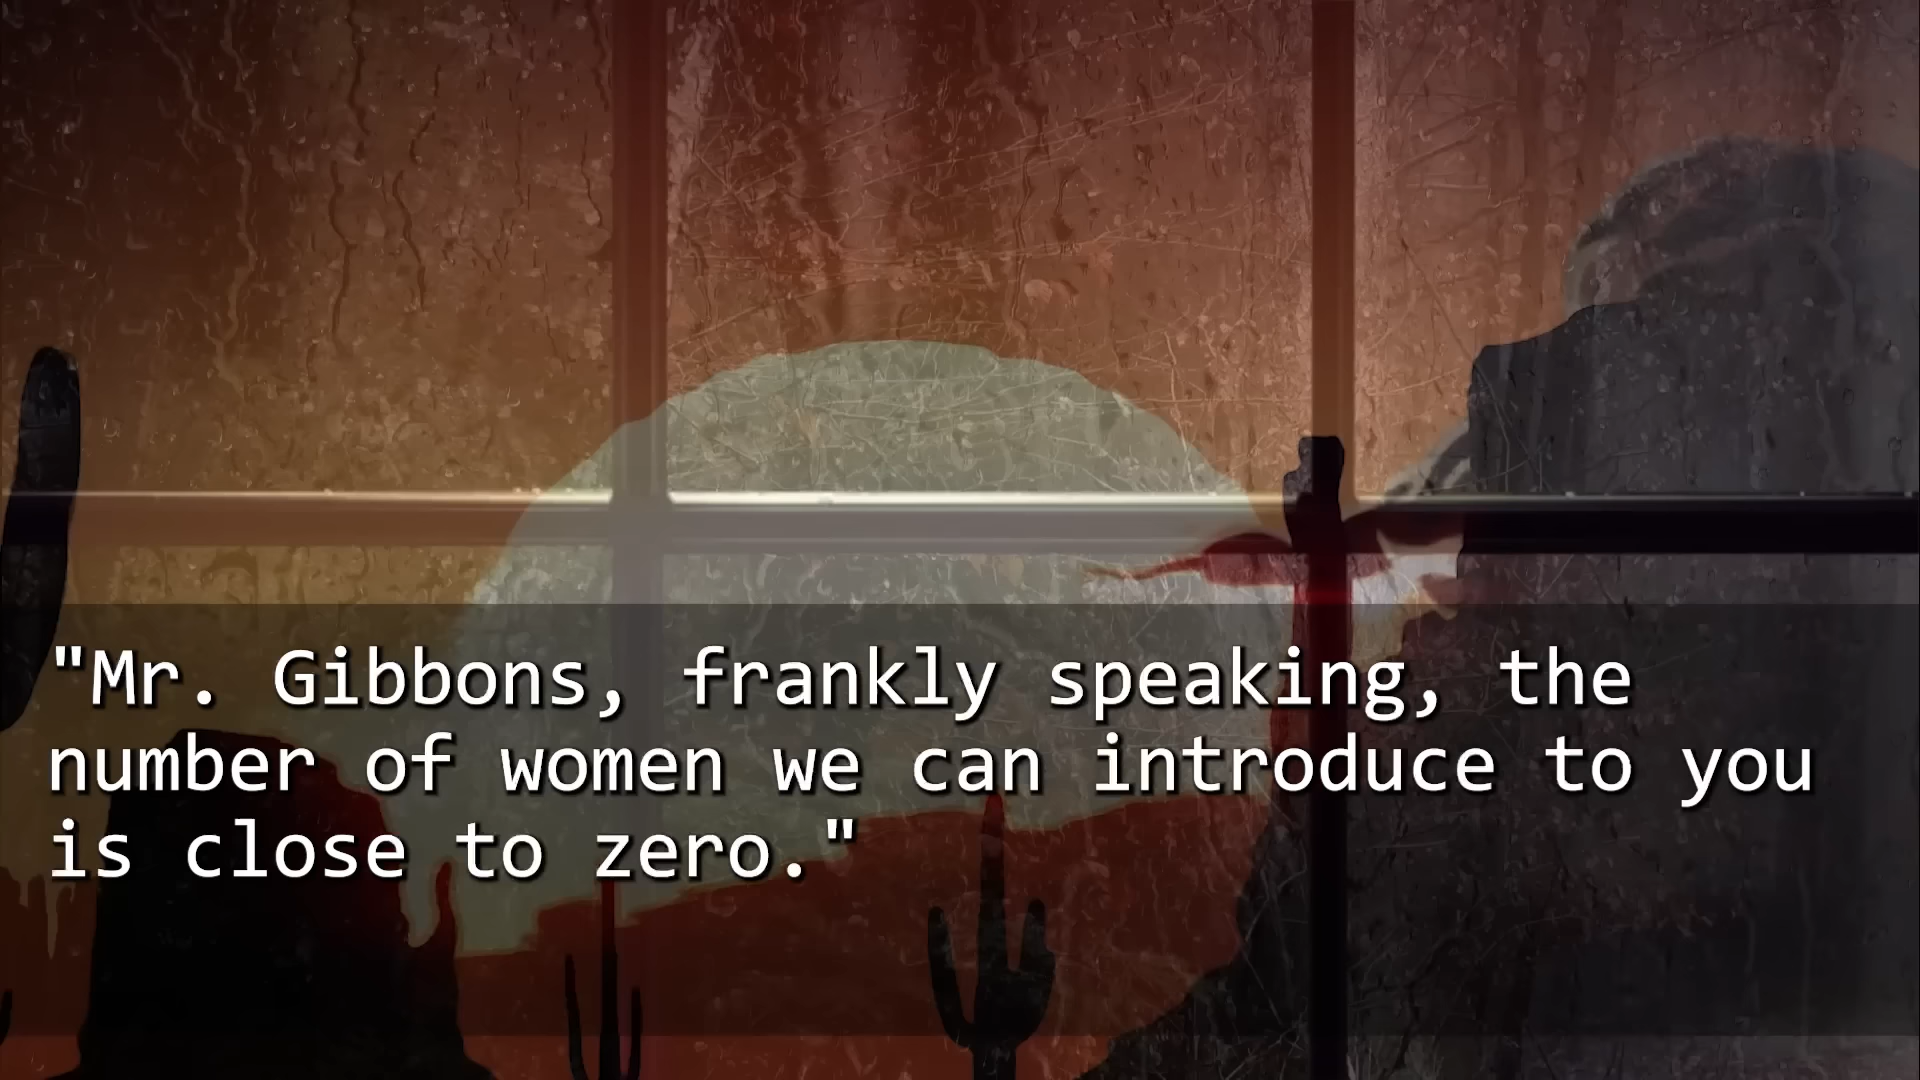 "Mr. Gibbons, frankly speaking, the
number of women we can introduce to you
is close to zero."